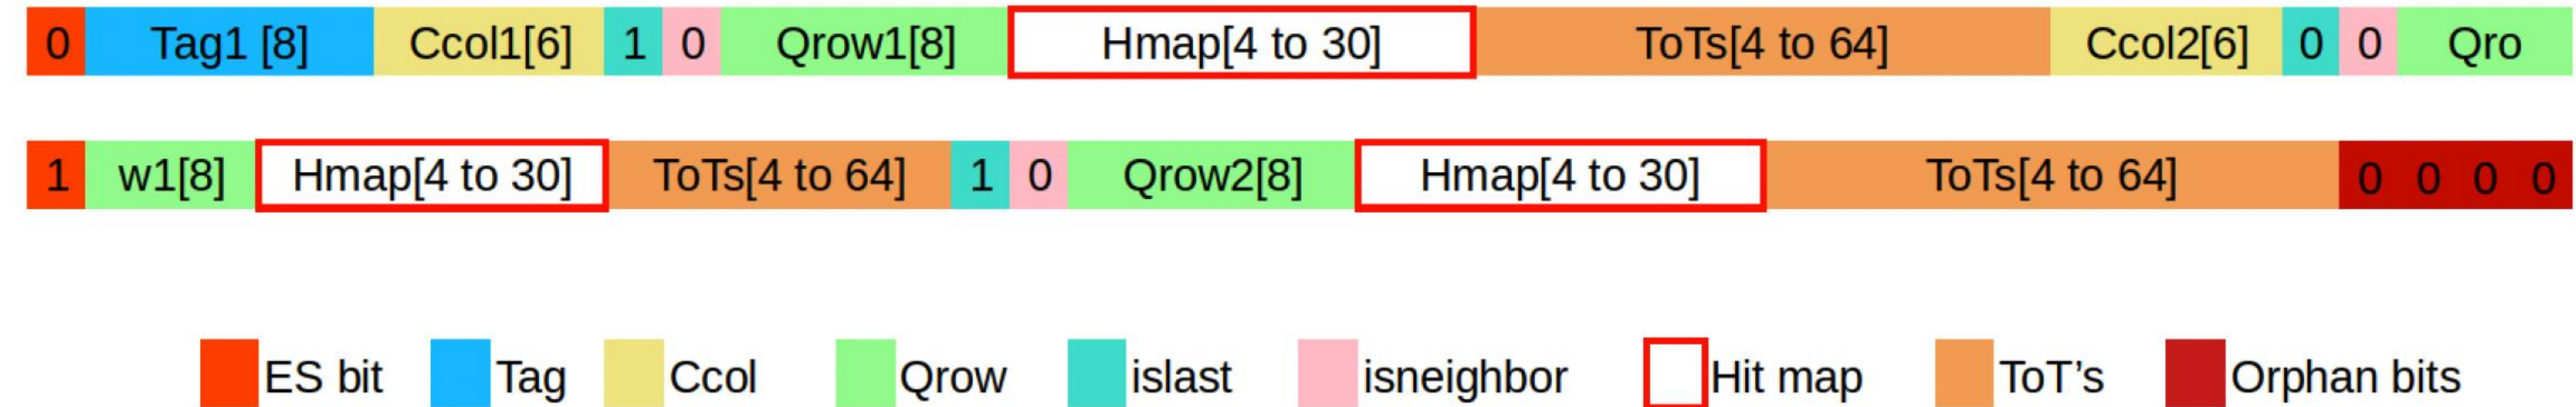 0 Tag1 [8] Ccol1[6] 1 0 Qrow1[8] Hmap[4 to 30] ToTs[4 to 64] Ccol2[6] 0 0 Qro
1 w1[8] Hmap[4 to 30] ToTs[4 to 64] 1 0 Qrow2[8] Hmap[4 to 30] ToTs[4 to 64] 0 0 0 0
ES bit Tag Ccol Qrow islast isneighbor Hit map ToT's Orphan bits